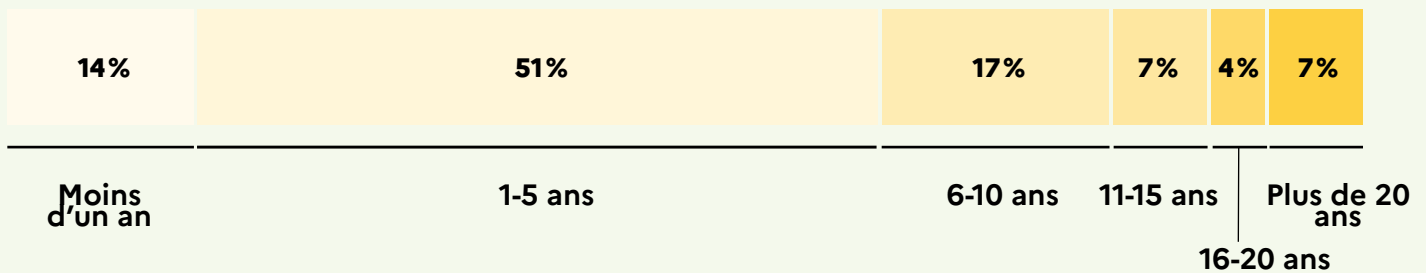 14% 51% 17% 7% 4% 7%
Moins
d'un an
1-5 ans
6-10 ans
11-15 ans
16-20 ans
Plus de 20
ans